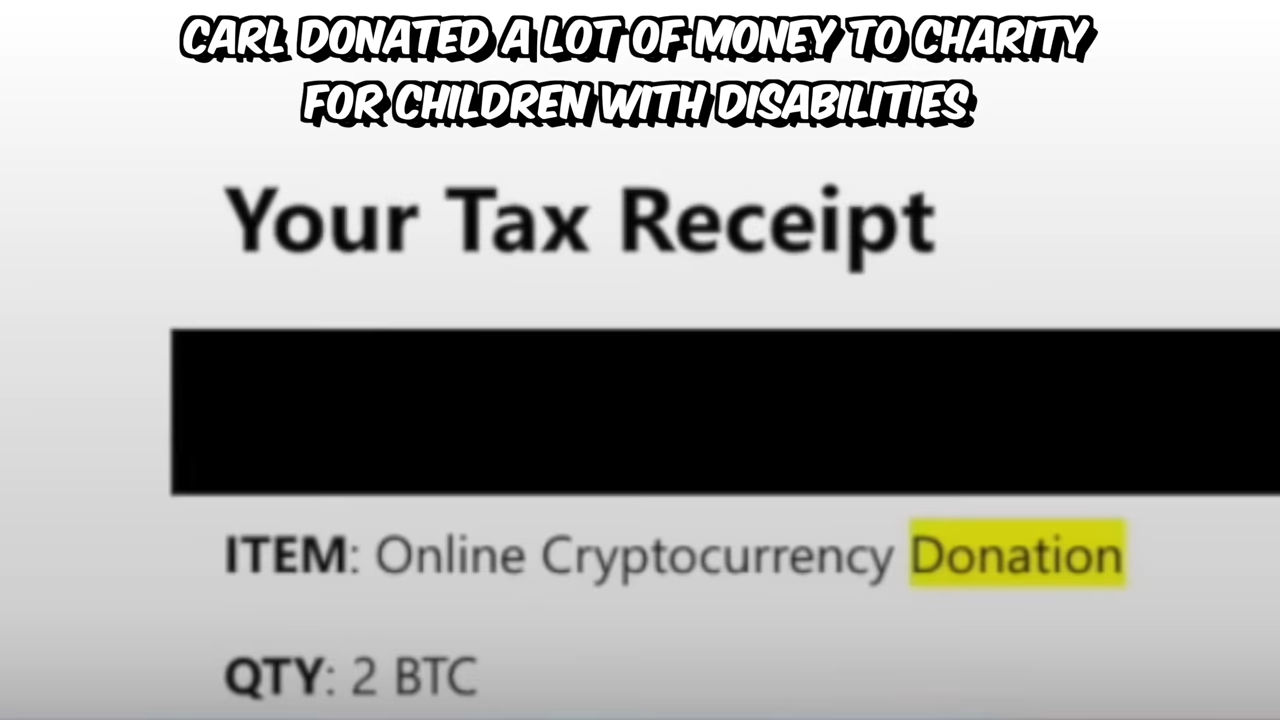 CARL DONATED A LOT OF MONEY TO CHARITY
FOR CHILDREN WITH DISABILITIES
Your Tax Receipt
ITEM: Online Cryptocurrency Donation
QTY: 2 BTC